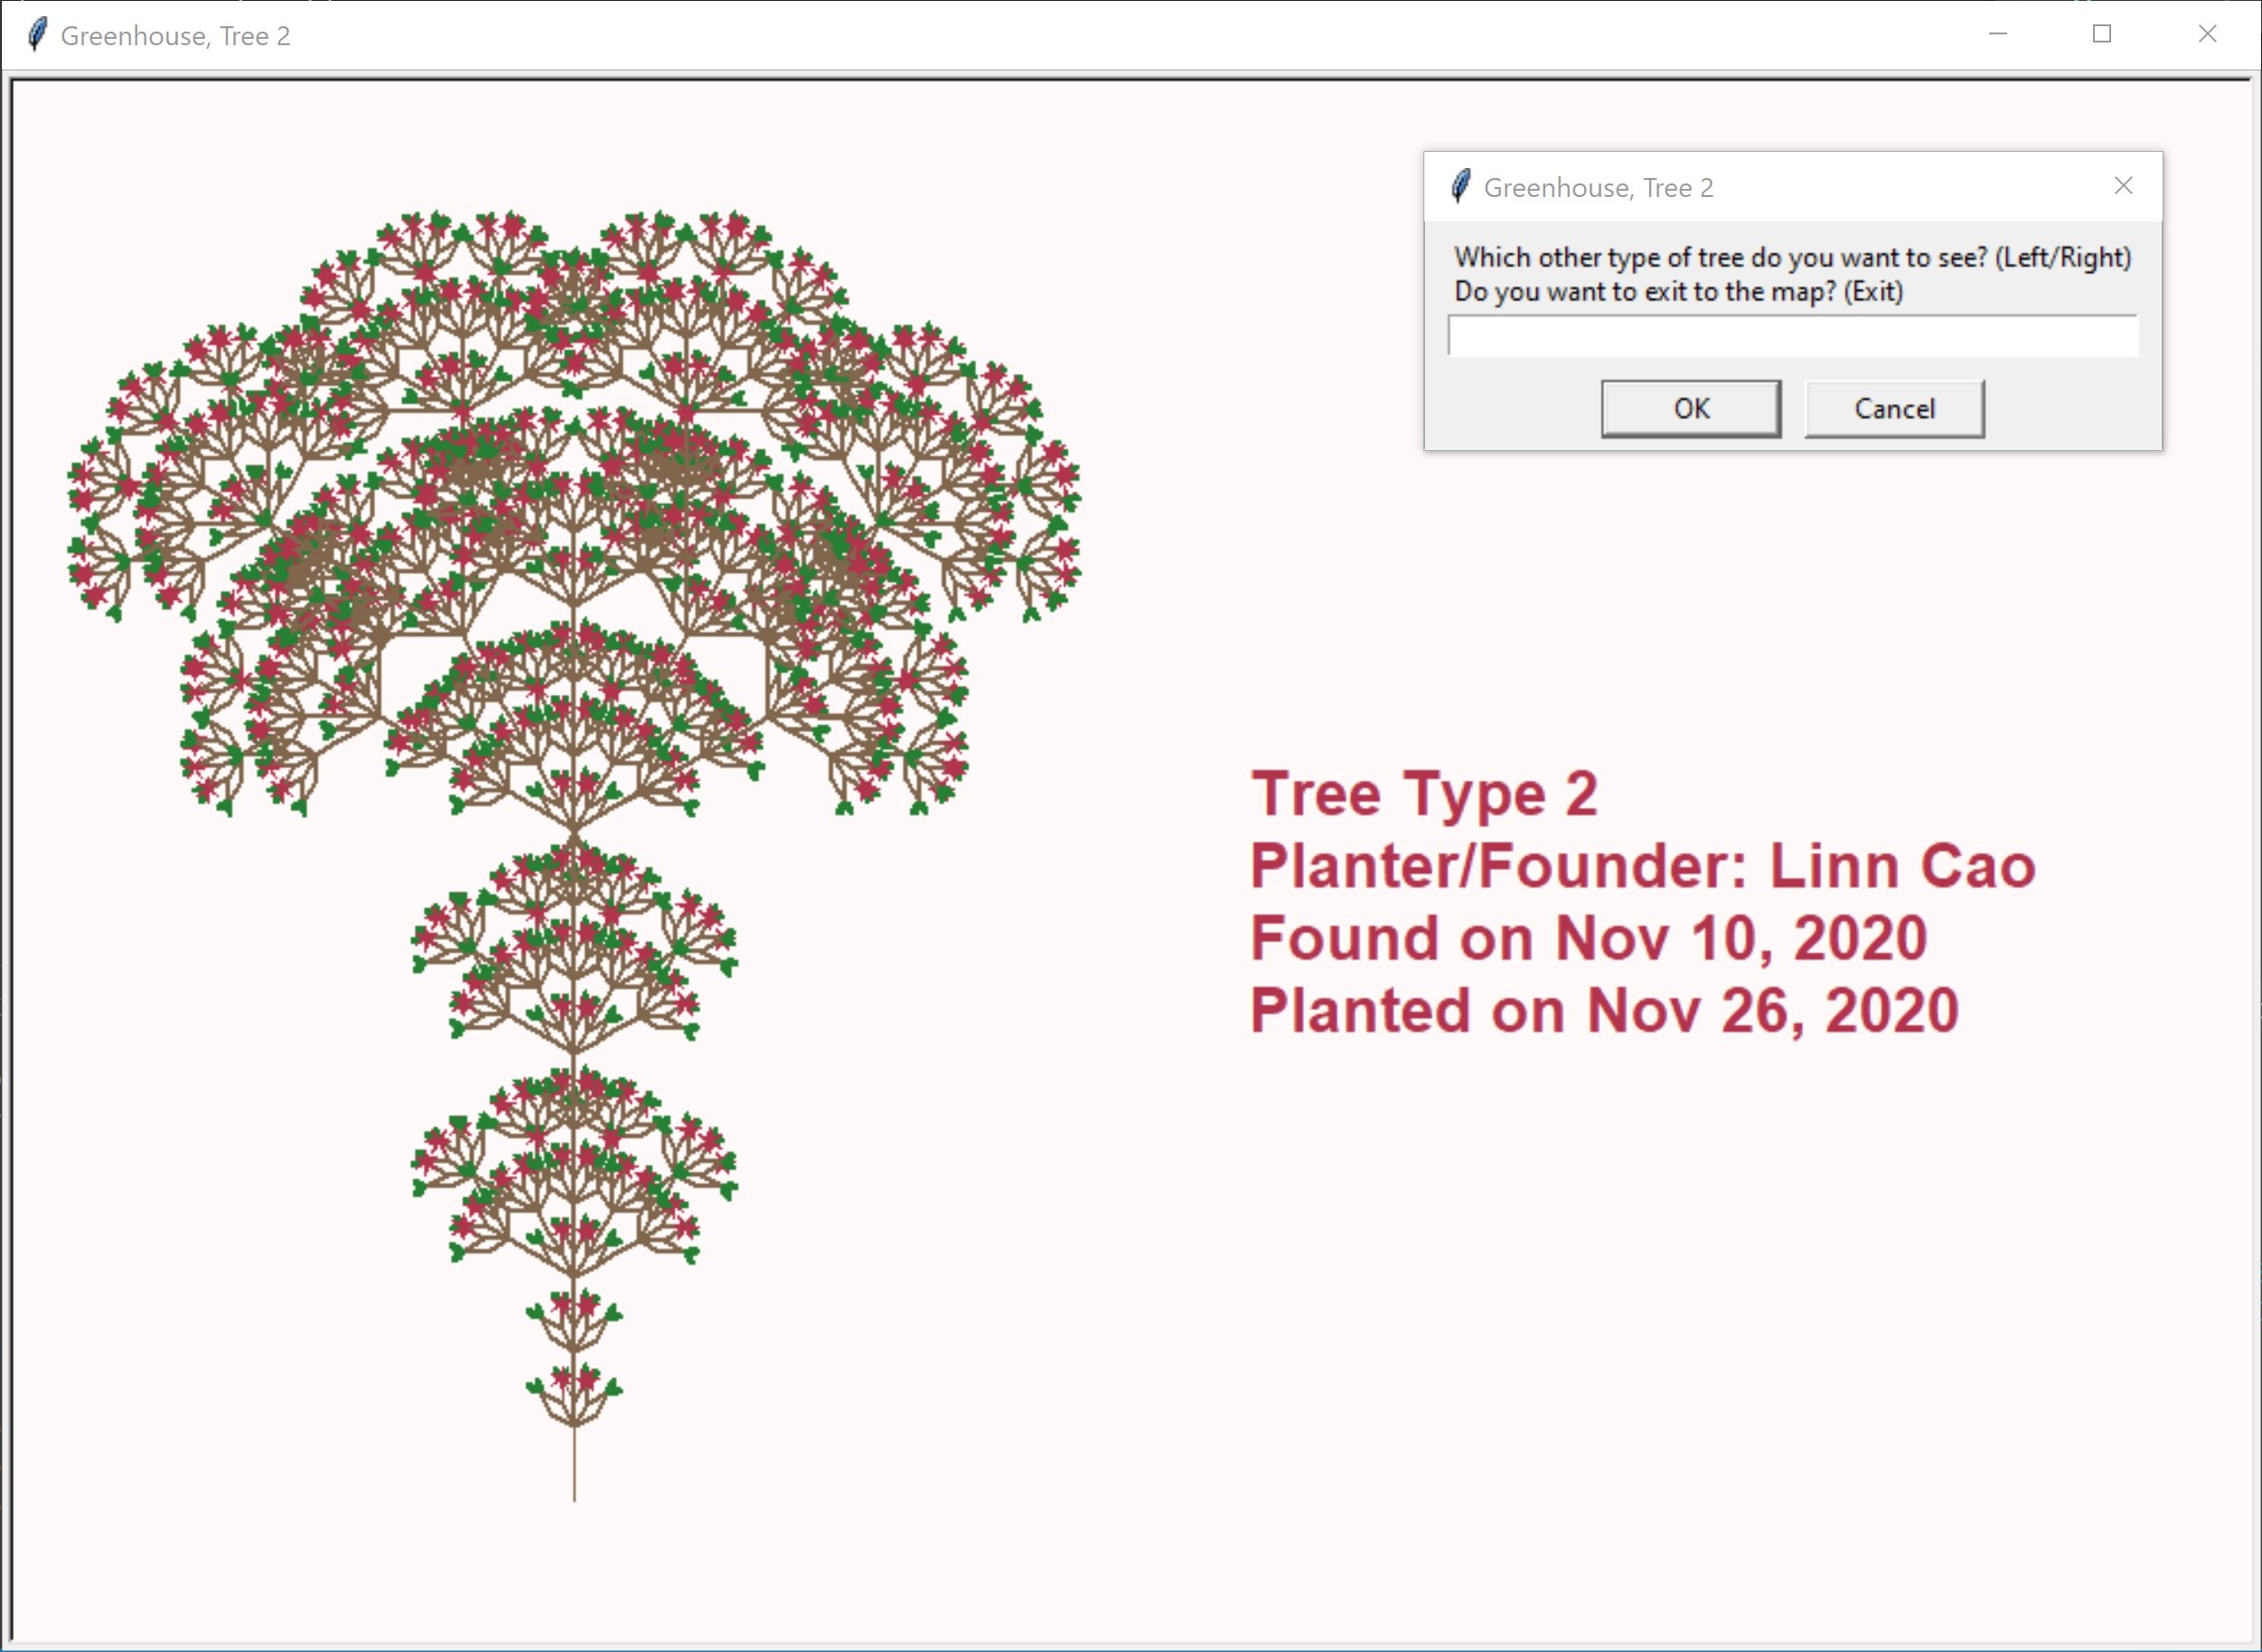 Greenhouse, Tree 2
Greenhouse, Tree 2
Which other type of tree do you want to see? (Left/Right)
Do you want to exit to the map? (Exit)
OK Cancel
Tree Type 2
Planter/Founder: Linn Cao
Found on Nov 10, 2020
Planted on Nov 26, 2020